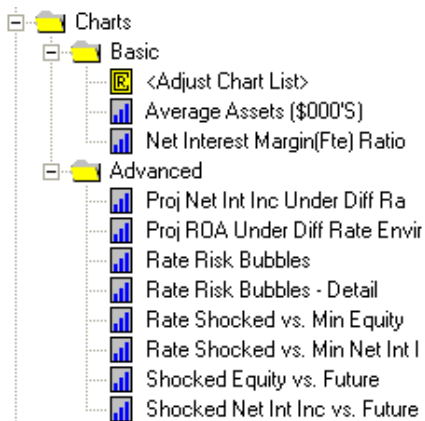 Charts
Basic
<Adjust Chart List>
Average Assets ($000'S)
Net Interest Margin(Fte) Ratio
Advanced
Proj Net Int Inc Under Diff Ra
Proj ROA Under Diff Rate Envir
Rate Risk Bubbles
Rate Risk Bubbles - Detail
Rate Shocked vs. Min Equity
Rate Shocked vs. Min Net Int I
Shocked Equity vs. Future
Shocked Net Int Inc vs. Future